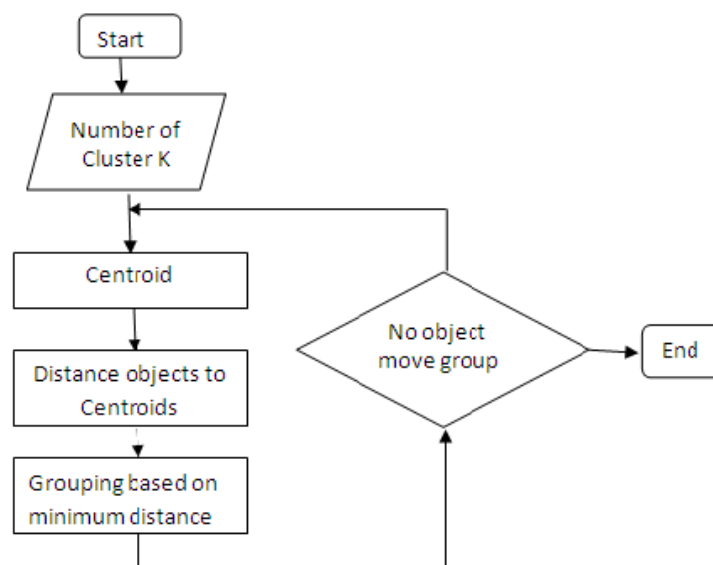 Start
Number of
Cluster K
Centroid
Distance objects to
Centroids
Grouping based on
minimum distance
No object
move group
End